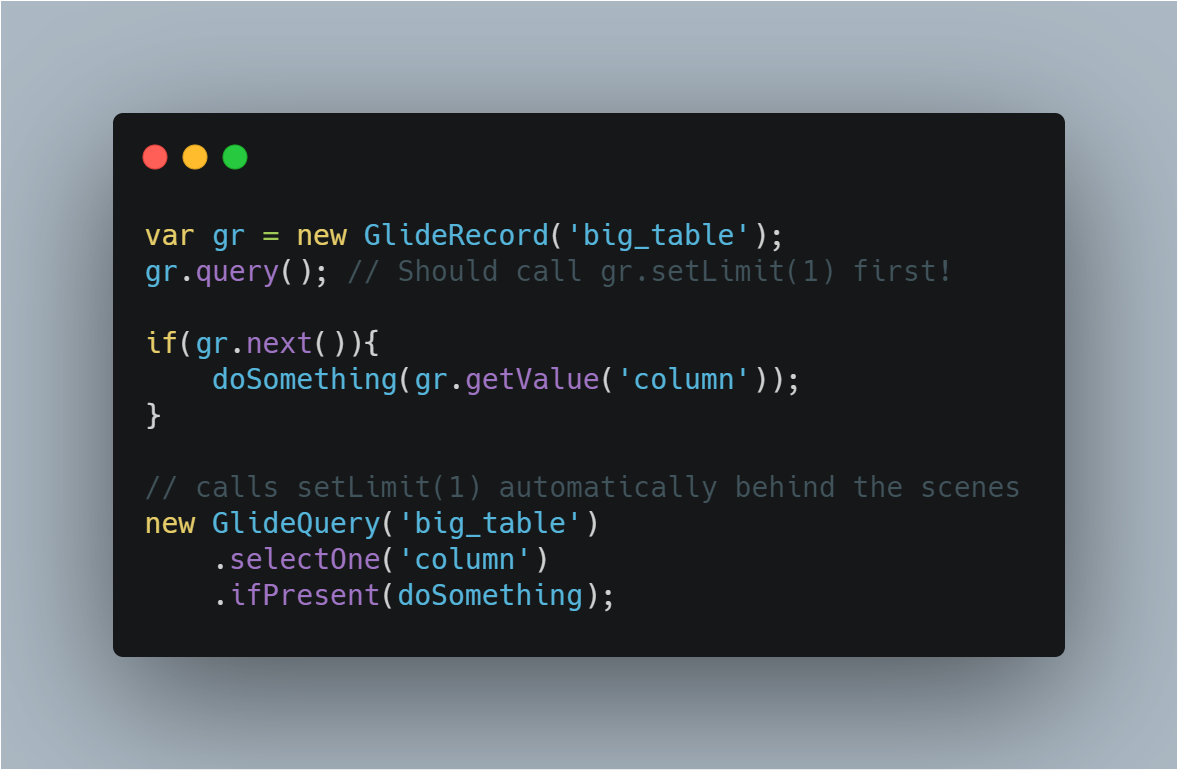 var gr = new GlideRecord('big_table');
gr.query(); // Should call gr.setLimit(1) first!
if(gr.next()){
    doSomething(gr.getValue('column'));
}
// calls setLimit(1) automatically behind the scenes
new GlideQuery('big_table')
    .selectOne('column')
    .ifPresent(doSomething);